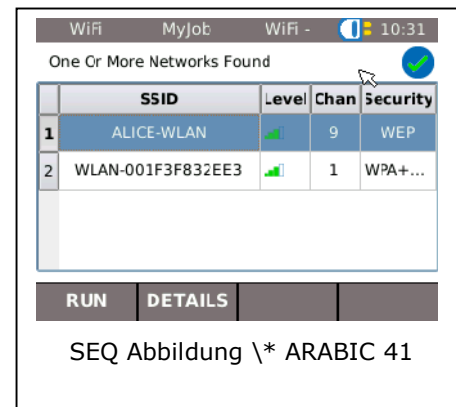 WiFi MyJob WiFi - 10:31
One Or More Networks Found
SSID Level Chan Security
1 ALICE-WLAN 9 WEP
2 WLAN-001F3F832EE3 1 WPA+...
RUN DETAILS
SEQ Abbildung \* ARABIC 41